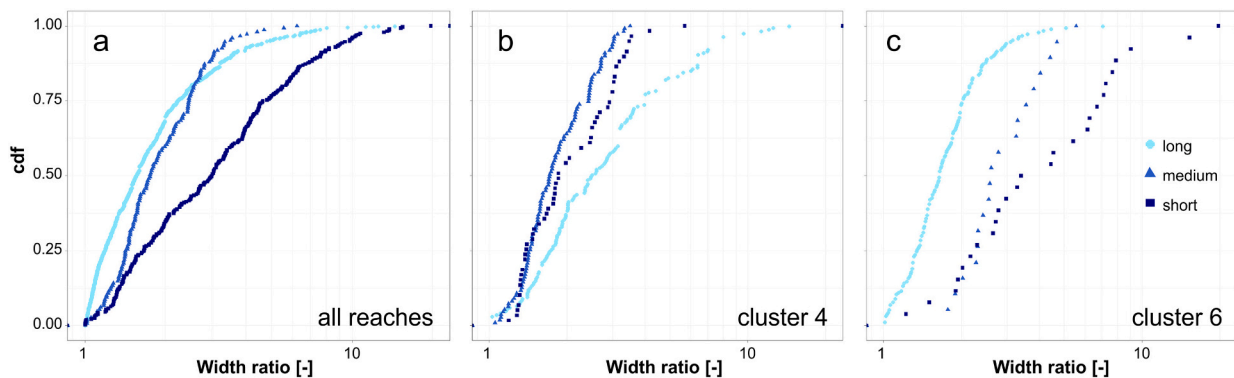 a
b
c
cdf
1.00
0.75
0.50
0.25
0.00
long
medium
short
all reaches
cluster 4
cluster 6
1
10
1
10
1
10
Width ratio [-]
Width ratio [-]
Width ratio [-]